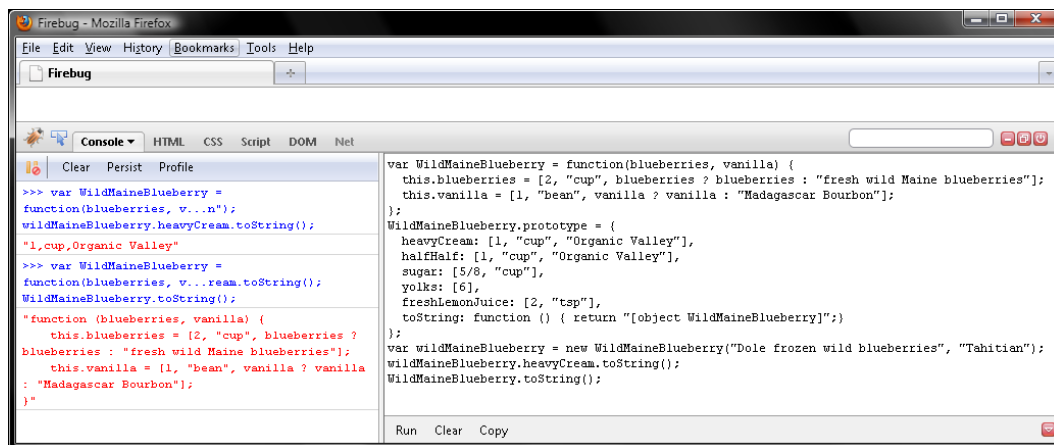 Firebug - Mozilla Firefox
File Edit View History Bookmarks Tools Help
Firebug
Console HTML CSS Script DOM Net
Clear Persist Profile
>>> var WildMaineBlueberry =
function(blueberries, v...n");
wildMaineBlueberry.heavyCream.toString();
"1,cup,Organic Valley"
>>> var WildMaineBlueberry =
function(blueberries, v...ream.toString();
WildMaineBlueberry.toString();
"function (blueberries, vanilla) {
this.blueberries = [2, "cup", blueberries ?
blueberries : "fresh wild Maine blueberries"];
this.vanilla = [1, "bean", vanilla ? vanilla
: "Madagascar Bourbon"];
}"
var WildMaineBlueberry = function(blueberries, vanilla) {
this.blueberries = [2, "cup", blueberries ? blueberries : "fresh wild Maine blueberries"];
this.vanilla = [1, "bean", vanilla ? vanilla : "Madagascar Bourbon"];
};
WildMaineBlueberry.prototype = {
heavyCream: [1, "cup", "Organic Valley"],
halfHalf: [1, "cup", "Organic Valley"],
sugar: [5/8, "cup"],
yolks: [6],
freshLemonJuice: [2, "tsp"],
toString: function () { return "[object WildMaineBlueberry]";}
};
var wildMaineBlueberry = new WildMaineBlueberry("Dole frozen wild blueberries", "Tahitian");
wildMaineBlueberry.heavyCream.toString();
WildMaineBlueberry.toString();
Run Clear Copy